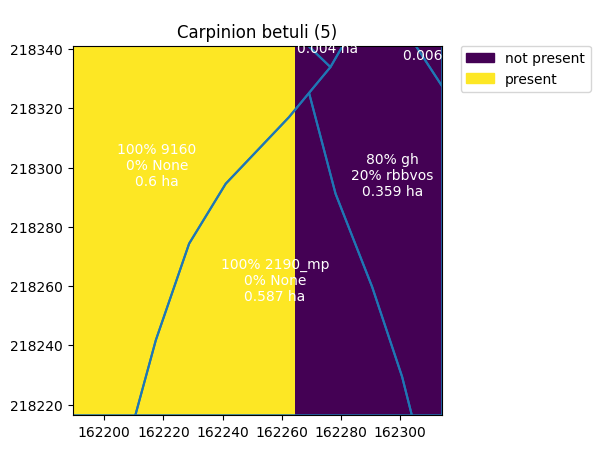 Carpinion betuli (5)
218340
218320
218300
218280
218260
218240
218220
162200
162220
162240
162260
162280
162300
0.004 ha
0.006
100% 9160
0% None
0.6 ha
80% gh
20% rbbvos
0.359 ha
100% 2190_mp
0% None
0.587 ha
not present
present